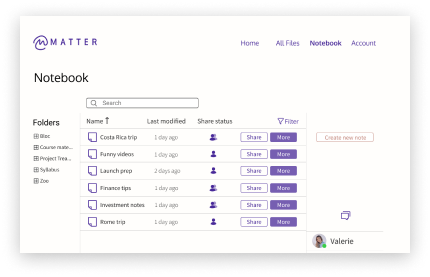 MATTER
Home All Files Notebook Account
Notebook
Search
Folders
Name Last modified Share status Filter
Bloc
Course mate...
Project Trea...
Syllabus
Zoo
Costa Rica trip 1 day ago Share More
Funny videos 1 day ago Share More
Launch prep 2 days ago Share More
Finance tips 1 day ago Share More
Investment notes 1 day ago Share More
Rome trip 1 day ago Share More
Create new note
Valerie